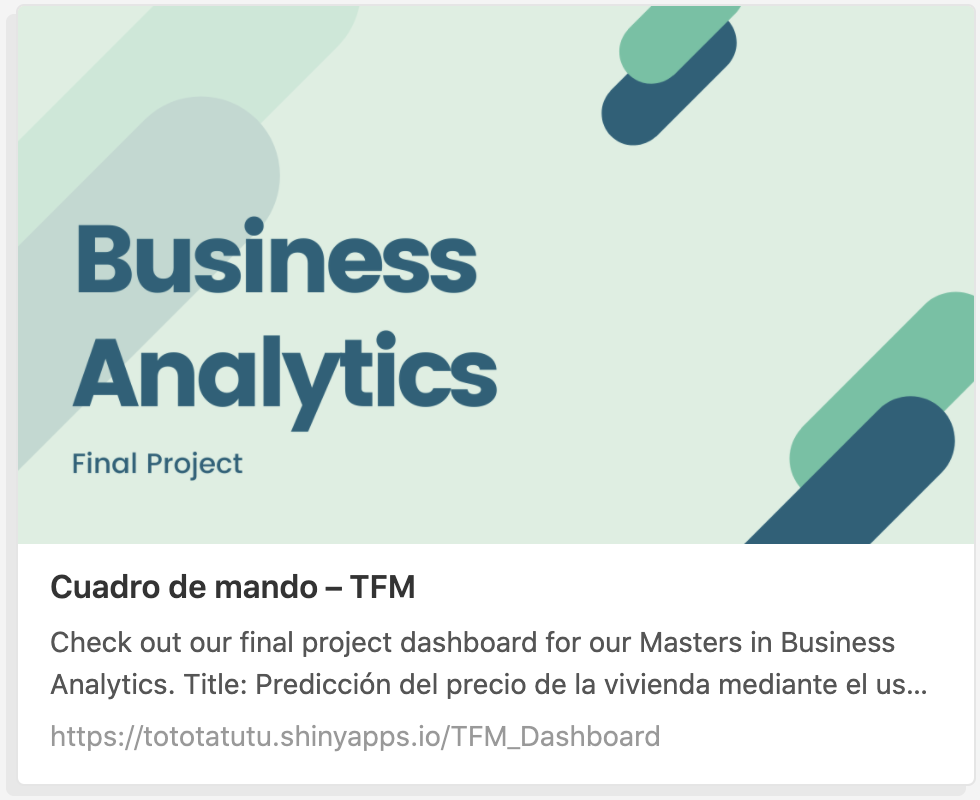 Business
Analytics
Final Project
Cuadro de mando – TFM
Check out our final project dashboard for our Masters in Business
Analytics. Title: Predicción del precio de la vivienda mediante el us...
https://tototatutu.shinyapps.io/TFM_Dashboard